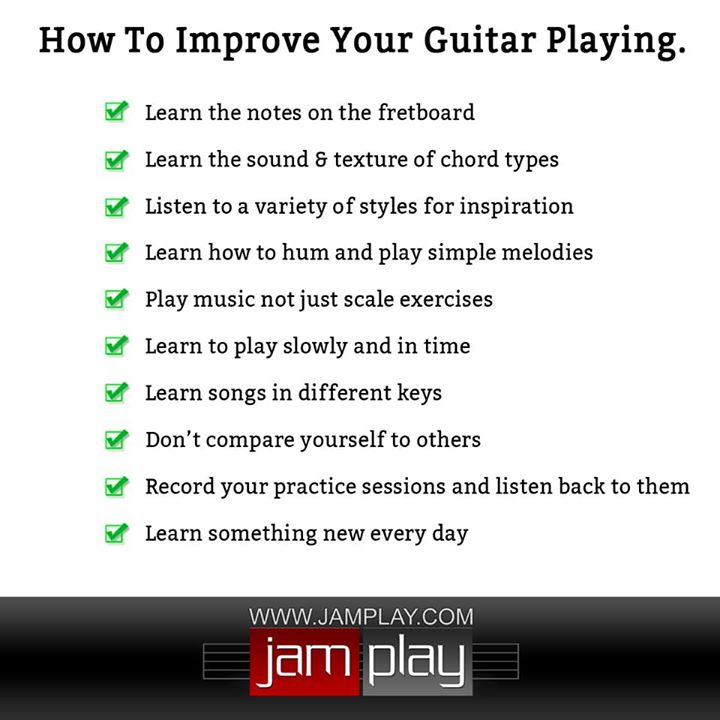 How To Improve Your Guitar Playing.
Learn the notes on the fretboard
Learn the sound & texture of chord types
Listen to a variety of styles for inspiration
Learn how to hum and play simple melodies
Play music not just scale exercises
Learn to play slowly and in time
Learn songs in different keys
Don't compare yourself to others
Record your practice sessions and listen back to them
Learn something new every day
WWW.JAMPLAY.COM
jam play